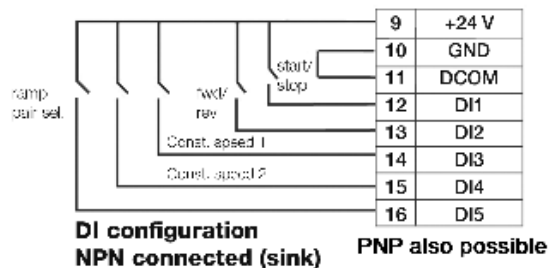 9 +24 V
10 GND
11 DCOM
12 DI1
13 DI2
14 DI3
15 DI4
16 DI5
start/
stop
ramp
pair sel.
fwd/
rev
Const. speed 1
Const. speed 2
DI configuration
NPN connected (sink)
PNP also possible